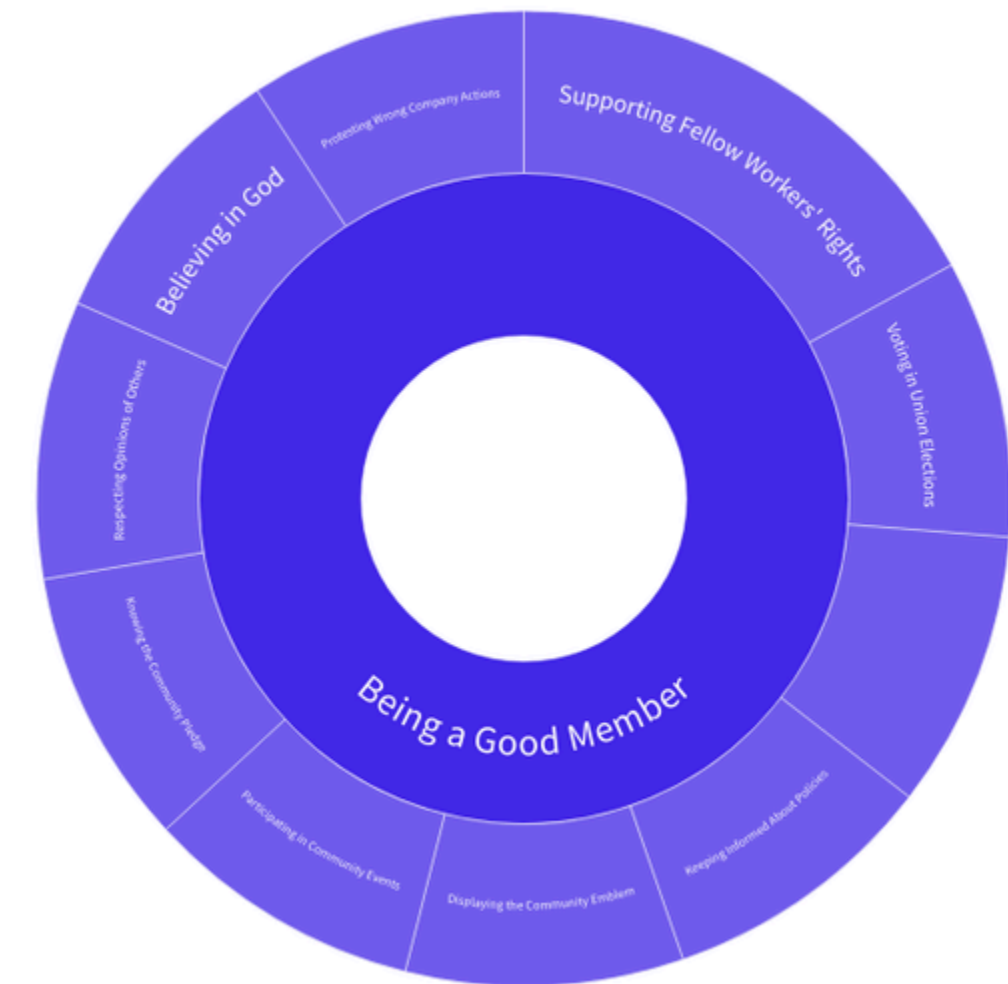 Supporting Fellow Workers' Rights
Voting in Union Elections
Keeping Informed About Policies
Displaying the Community Emblem
Participating in Community Events
Knowing the Community Pledge
Respecting Opinions of Others
Believing in God
Protesting Wrong Company Actions
Being a Good Member